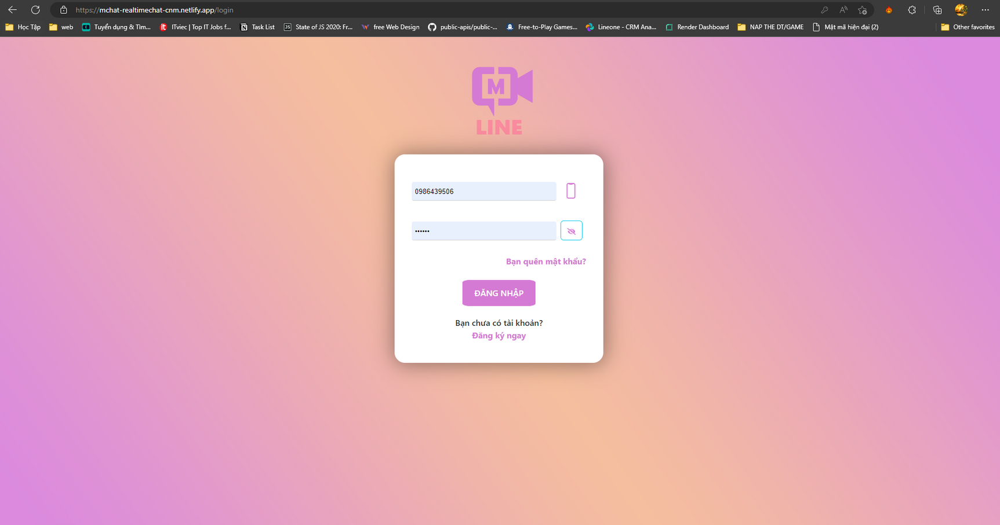 https://mchat-realtimechat-cnm.netlify.app/login
Học Tập web Tuyển dụng & Tìm... ITviec | Top IT Jobs f... Task List State of JS 2020: Fr... free Web Design public-apis/public-... Free-to-Play Games... Lineone - CRM Ana... Render Dashboard NAP THE DT/GAME Mật mã hiện đại (2) Other favorites
M
LINE
0986439506
••••••
Bạn quên mật khẩu?
ĐĂNG NHẬP
Bạn chưa có tài khoản?
Đăng ký ngay